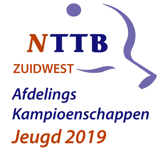 NTTB
ZUIDWEST
Afdelings
Kampioenschappen
Jeugd 2019